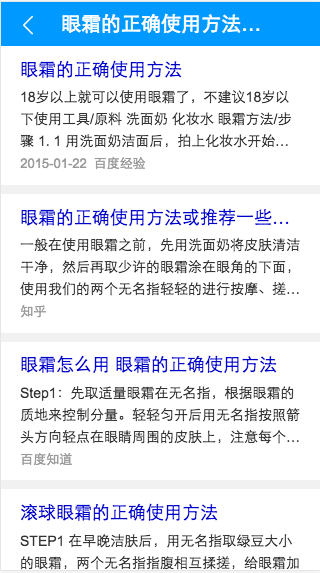 眼霜的正确使用方法...
眼霜的正确使用方法
18岁以上就可以使用眼霜了，不建议18岁以
下使用工具/原料 洗面奶 化妆水 眼霜方法/步
骤 1. 1 用洗面奶洁面后，拍上化妆水开始...
2015-01-22 百度经验
眼霜的正确使用方法或推荐一些...
一般在使用眼霜之前，先用洗面奶将皮肤清洁
干净，然后再取少许的眼霜涂在眼角的下面，
使用我们的两个无名指轻轻的进行按摩、搓...
知乎
眼霜怎么用 眼霜的正确使用方法
Step1：先取适量眼霜在无名指，根据眼霜的
质地来控制分量。轻轻匀开后用无名指按照箭
头方向轻点在眼睛周围的皮肤上，注意每个...
百度知道
滚球眼霜的正确使用方法
STEP1 在早晚洁肤后，用无名指取绿豆大小
的眼霜，两个无名指指腹相互揉搓，给眼霜加